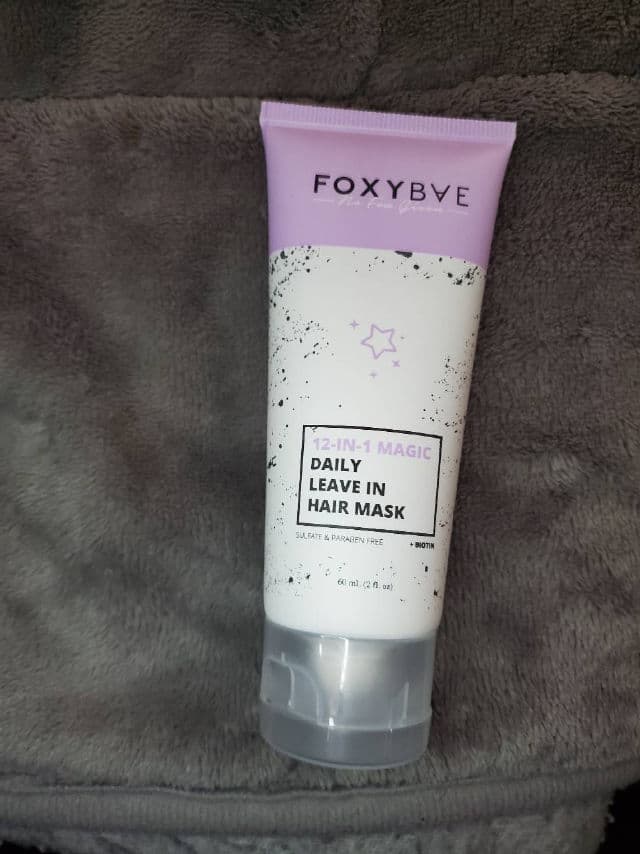 FOXYBAE
12-IN-1 MAGIC
DAILY
LEAVE IN
HAIR MASK
SULFATE & PARABEN FREE
+ BIOTIN
60 mL (2 fl. oz)